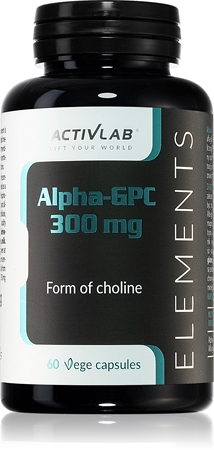 ACTIVLAB®
LIFT YOUR WORLD
Alpha-GPC
300 mg
Form of choline
60 Vege capsules
ELEMENTS